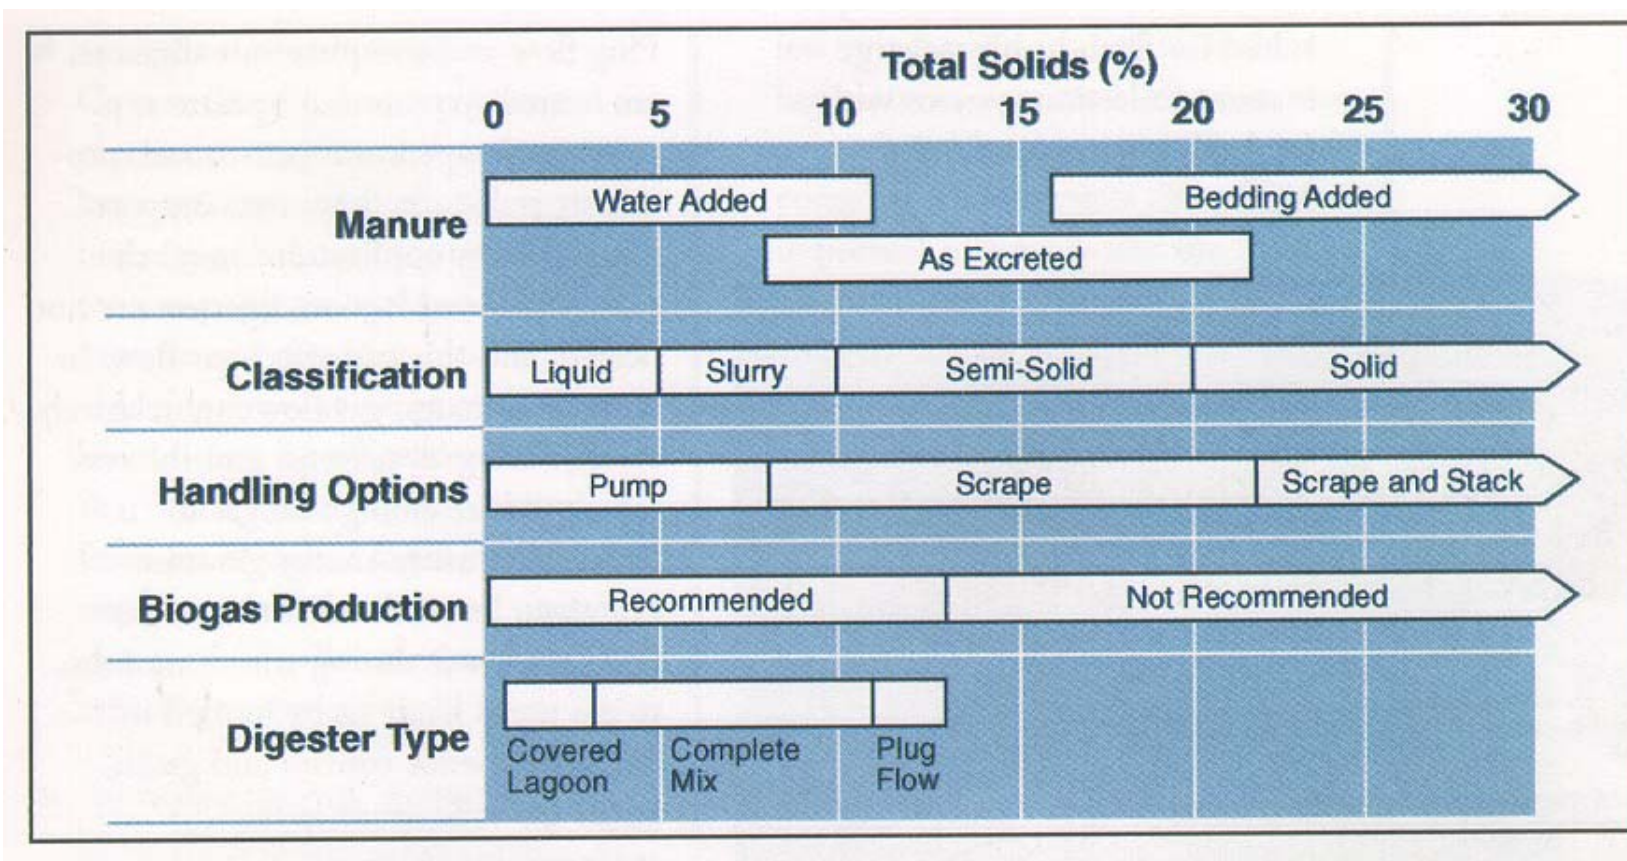 Total Solids (%)
0 5 10 15 20 25 30
Manure
Water Added
Bedding Added
As Excreted
Classification
Liquid
Slurry
Semi-Solid
Solid
Handling Options
Pump
Scrape
Scrape and Stack
Biogas Production
Recommended
Not Recommended
Digester Type
Covered
Lagoon
Complete
Mix
Plug
Flow